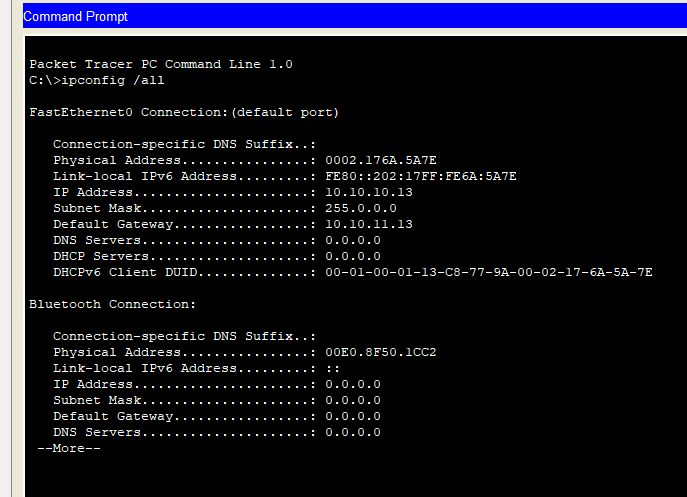 Command Prompt
Packet Tracer PC Command Line 1.0
C:\>ipconfig /all
FastEthernet0 Connection:(default port)
Connection-specific DNS Suffix..:
Physical Address................: 0002.176A.5A7E
Link-local IPv6 Address.........: FE80::202:17FF:FE6A:5A7E
IP Address......................: 10.10.10.13
Subnet Mask.....................: 255.0.0.0
Default Gateway.................: 10.10.11.13
DNS Servers.....................: 0.0.0.0
DHCP Servers....................: 0.0.0.0
DHCPv6 Client DUID..............: 00-01-00-01-13-C8-77-9A-00-02-17-6A-5A-7E
Bluetooth Connection:
Connection-specific DNS Suffix..:
Physical Address................: 00E0.8F50.1CC2
Link-local IPv6 Address.........: ::
IP Address......................: 0.0.0.0
Subnet Mask.....................: 0.0.0.0
Default Gateway.................: 0.0.0.0
DNS Servers.....................: 0.0.0.0
--More--